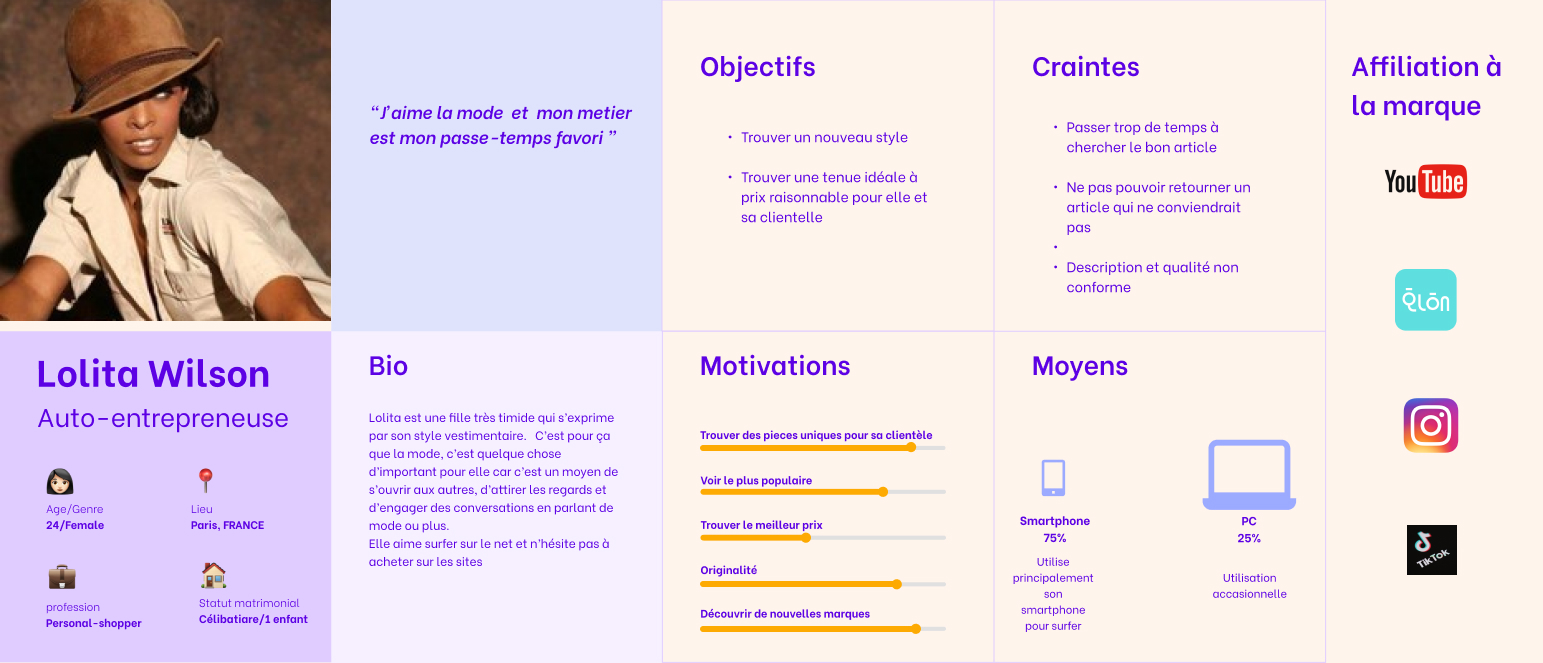 “J’aime la mode et mon metier
est mon passe-temps favori ”
Objectifs
• Trouver un nouveau style
• Trouver une tenue idéale à
prix raisonnable pour elle et
sa clientelle
Craintes
• Passer trop de temps à
chercher le bon article
• Ne pas pouvoir retourner un
article qui ne conviendrait
pas
•
• Description et qualité non
conforme
Affiliation à
la marque
YouTube
Qlōn
TikTok
Lolita Wilson
Auto-entrepreneuse
Age/Genre
24/Female
Lieu
Paris, FRANCE
profession
Personal-shopper
Statut matrimonial
Célibatiare/1 enfant
Bio
Lolita est une fille très timide qui s’exprime
par son style vestimentaire. C’est pour ça
que la mode, c’est quelque chose
d’important pour elle car c’est un moyen de
s’ouvrir aux autres, d’attirer les regards et
d’engager des conversations en parlant de
mode ou plus.
Elle aime surfer sur le net et n’hésite pas à
acheter sur les sites
Motivations
Trouver des pieces uniques pour sa clientèle
Voir le plus populaire
Trouver le meilleur prix
Originalité
Découvrir de nouvelles marques
Moyens
Smartphone
75%
Utilise
principalement
son
smartphone
pour surfer
PC
25%
Utilisation
accasionnelle